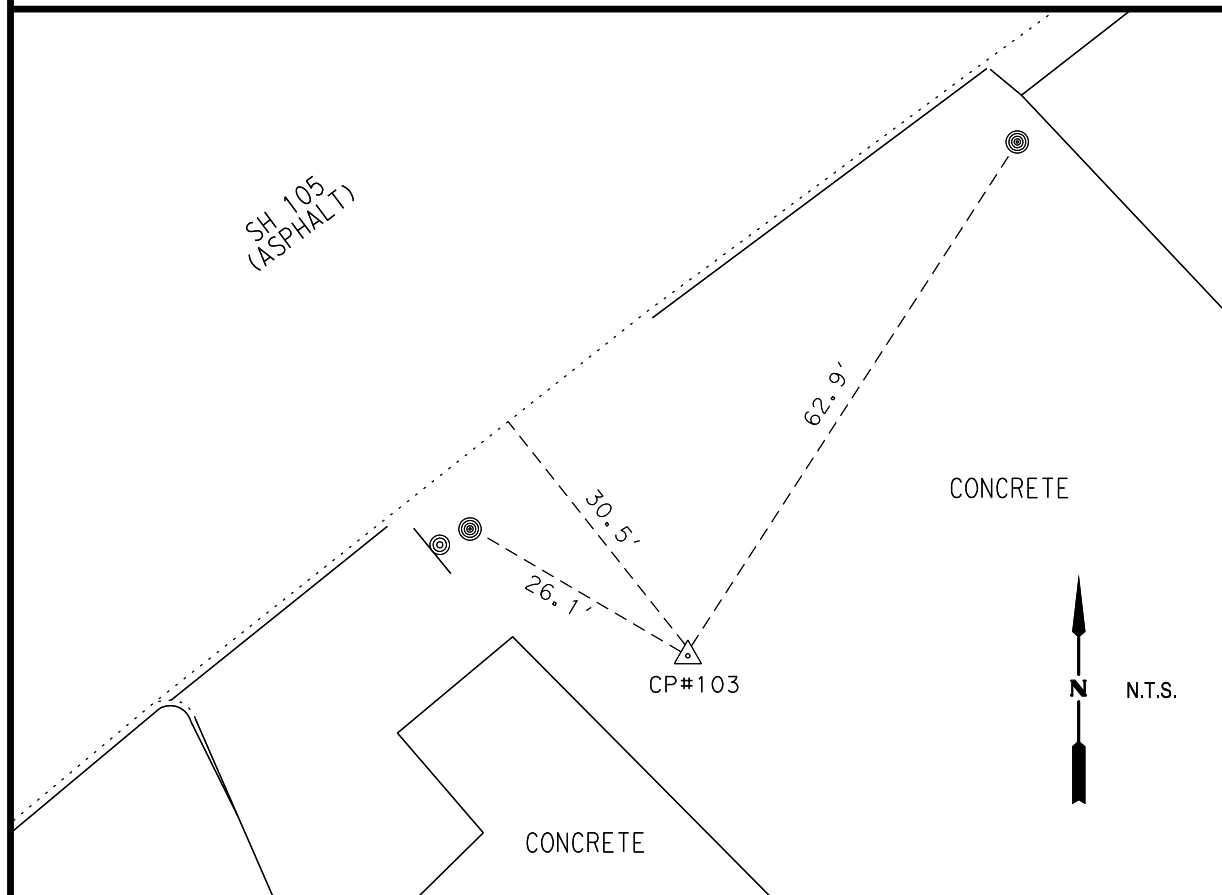 SH 105
(ASPHALT)
62.9'
CONCRETE
30.5'
26.1'
CP#103
N
N.T.S.
CONCRETE